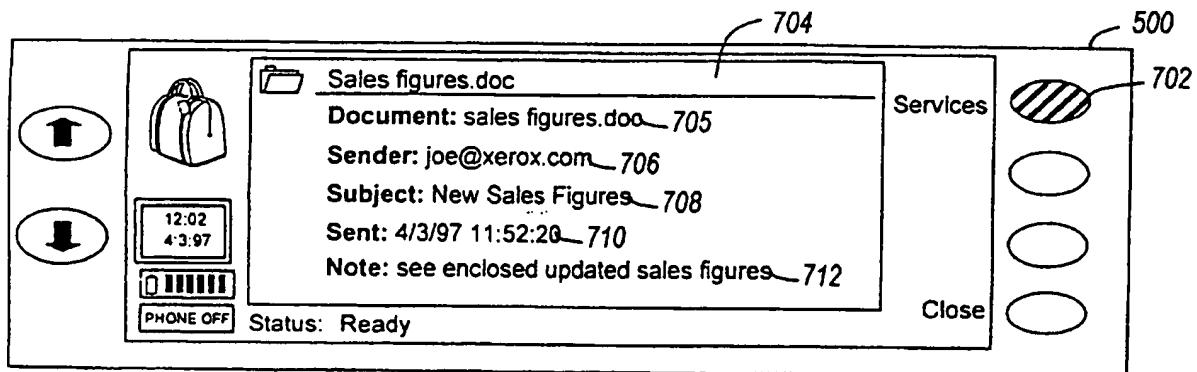 704
500
702
Sales figures.doc
Services
Document: sales figures.doc 705
Sender: joe@xerox.com 706
Subject: New Sales Figures 708
12:02
4:3:97
Sent: 4/3/97 11:52:20 710
Note: see enclosed updated sales figures 712
Close
PHONE OFF
Status: Ready